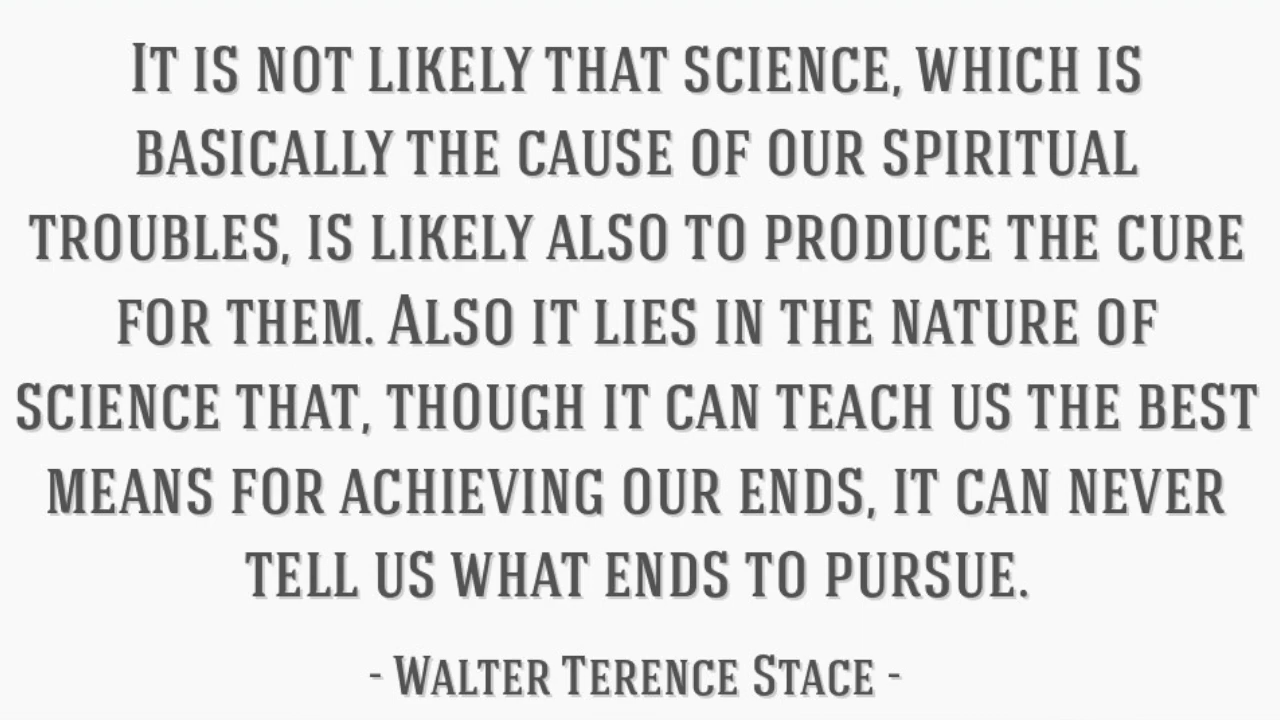 It is not likely that science, which is
basically the cause of our spiritual
troubles, is likely also to produce the cure
for them. Also it lies in the nature of
science that, though it can teach us the best
means for achieving our ends, it can never
tell us what ends to pursue.
- Walter Terence Stace -